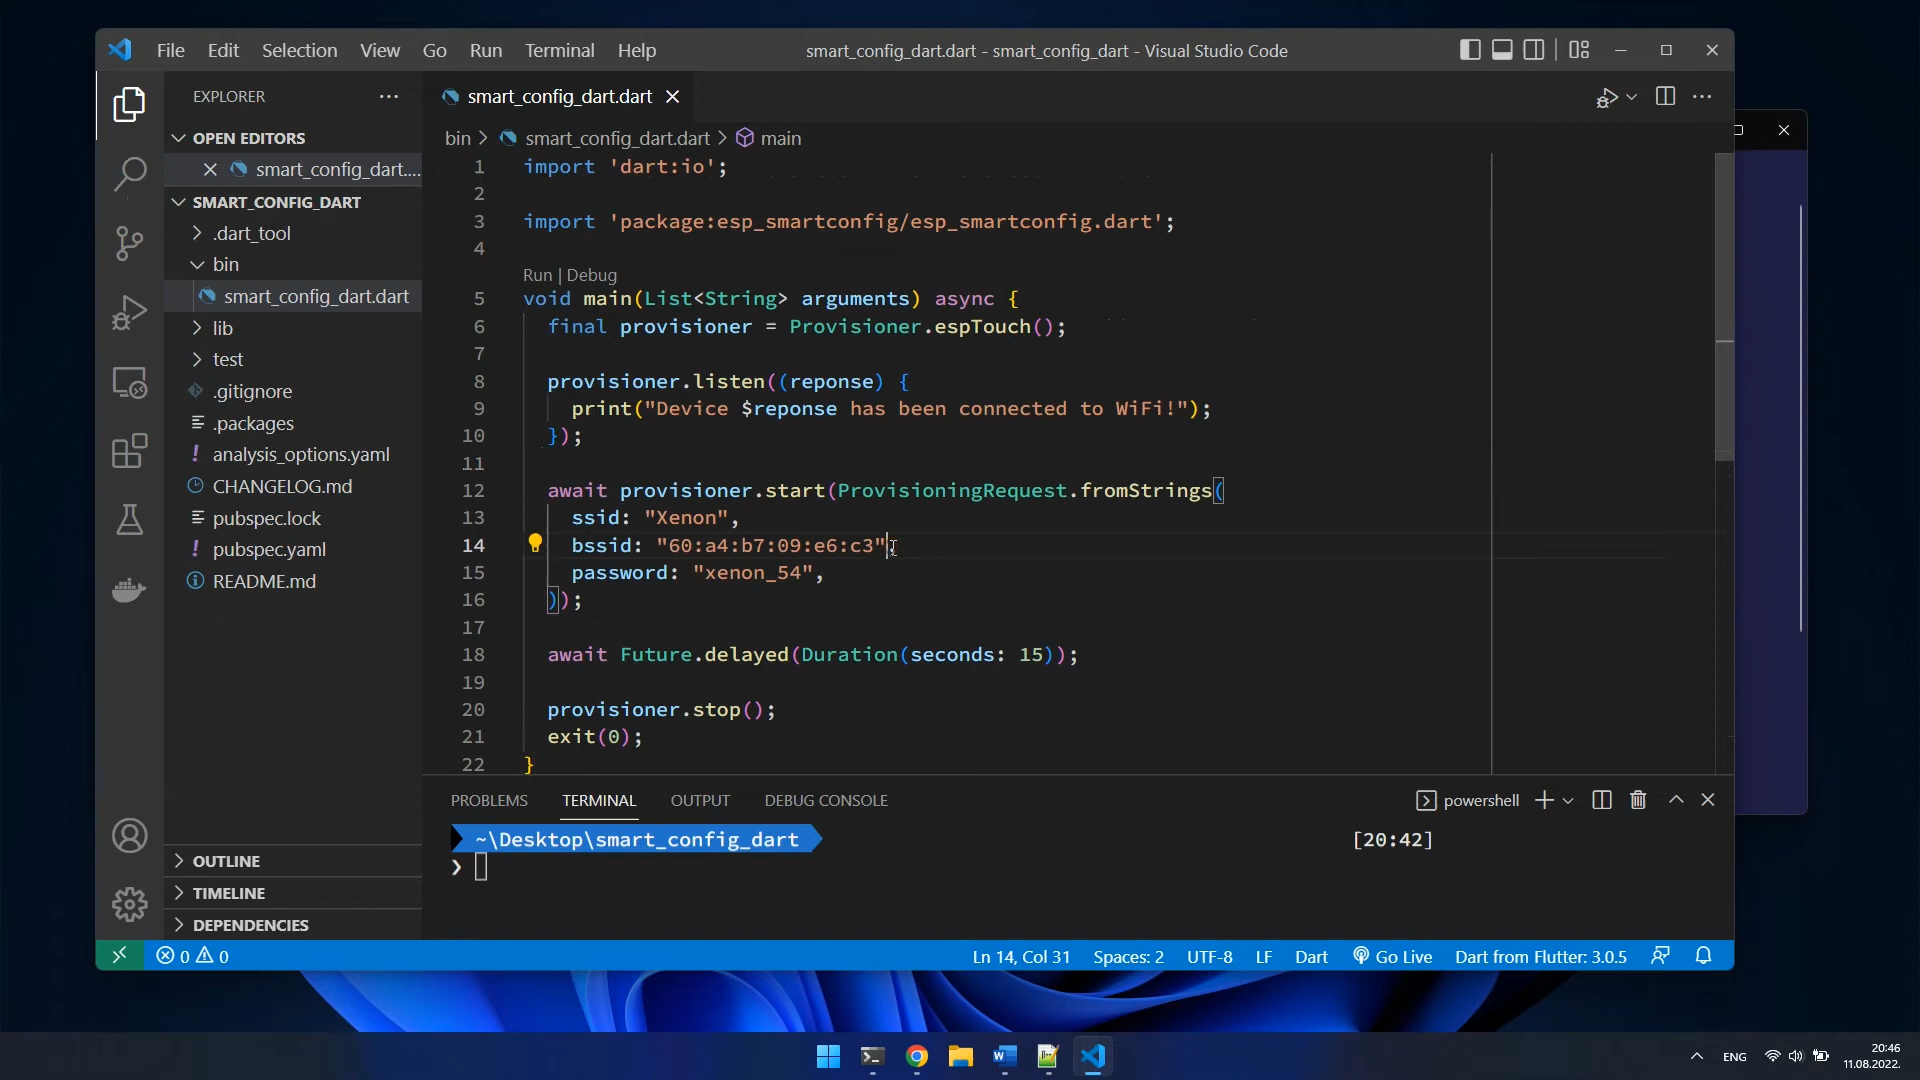 File Edit Selection View Go Run Terminal Help
smart_config_dart.dart - smart_config_dart - Visual Studio Code
EXPLORER
OPEN EDITORS
smart_config_dart....
SMART_CONFIG_DART
.dart_tool
bin
smart_config_dart.dart
lib
test
.gitignore
.packages
analysis_options.yaml
CHANGELOG.md
pubspec.lock
pubspec.yaml
README.md
OUTLINE
TIMELINE
DEPENDENCIES
smart_config_dart.dart
bin > smart_config_dart.dart > main
1 import 'dart:io';
2
3 import 'package:esp_smartconfig/esp_smartconfig.dart';
4
Run | Debug
5 void main(List<String> arguments) async {
6 final provisioner = Provisioner.espTouch();
7
8 provisioner.listen((reponse) {
9 print("Device $reponse has been connected to WiFi!");
10 });
11
12 await provisioner.start(ProvisioningRequest.fromStrings(
13 ssid: "Xenon",
14 bssid: "60:a4:b7:09:e6:c3",
15 password: "xenon_54",
16 ));
17
18 await Future.delayed(Duration(seconds: 15));
19
20 provisioner.stop();
21 exit(0);
22 }
PROBLEMS TERMINAL OUTPUT DEBUG CONSOLE
powershell
~\Desktop\smart_config_dart [20:42]
❯
0 0
Ln 14, Col 31 Spaces: 2 UTF-8 LF Dart Go Live Dart from Flutter: 3.0.5
ENG
20:46
11.08.2022.